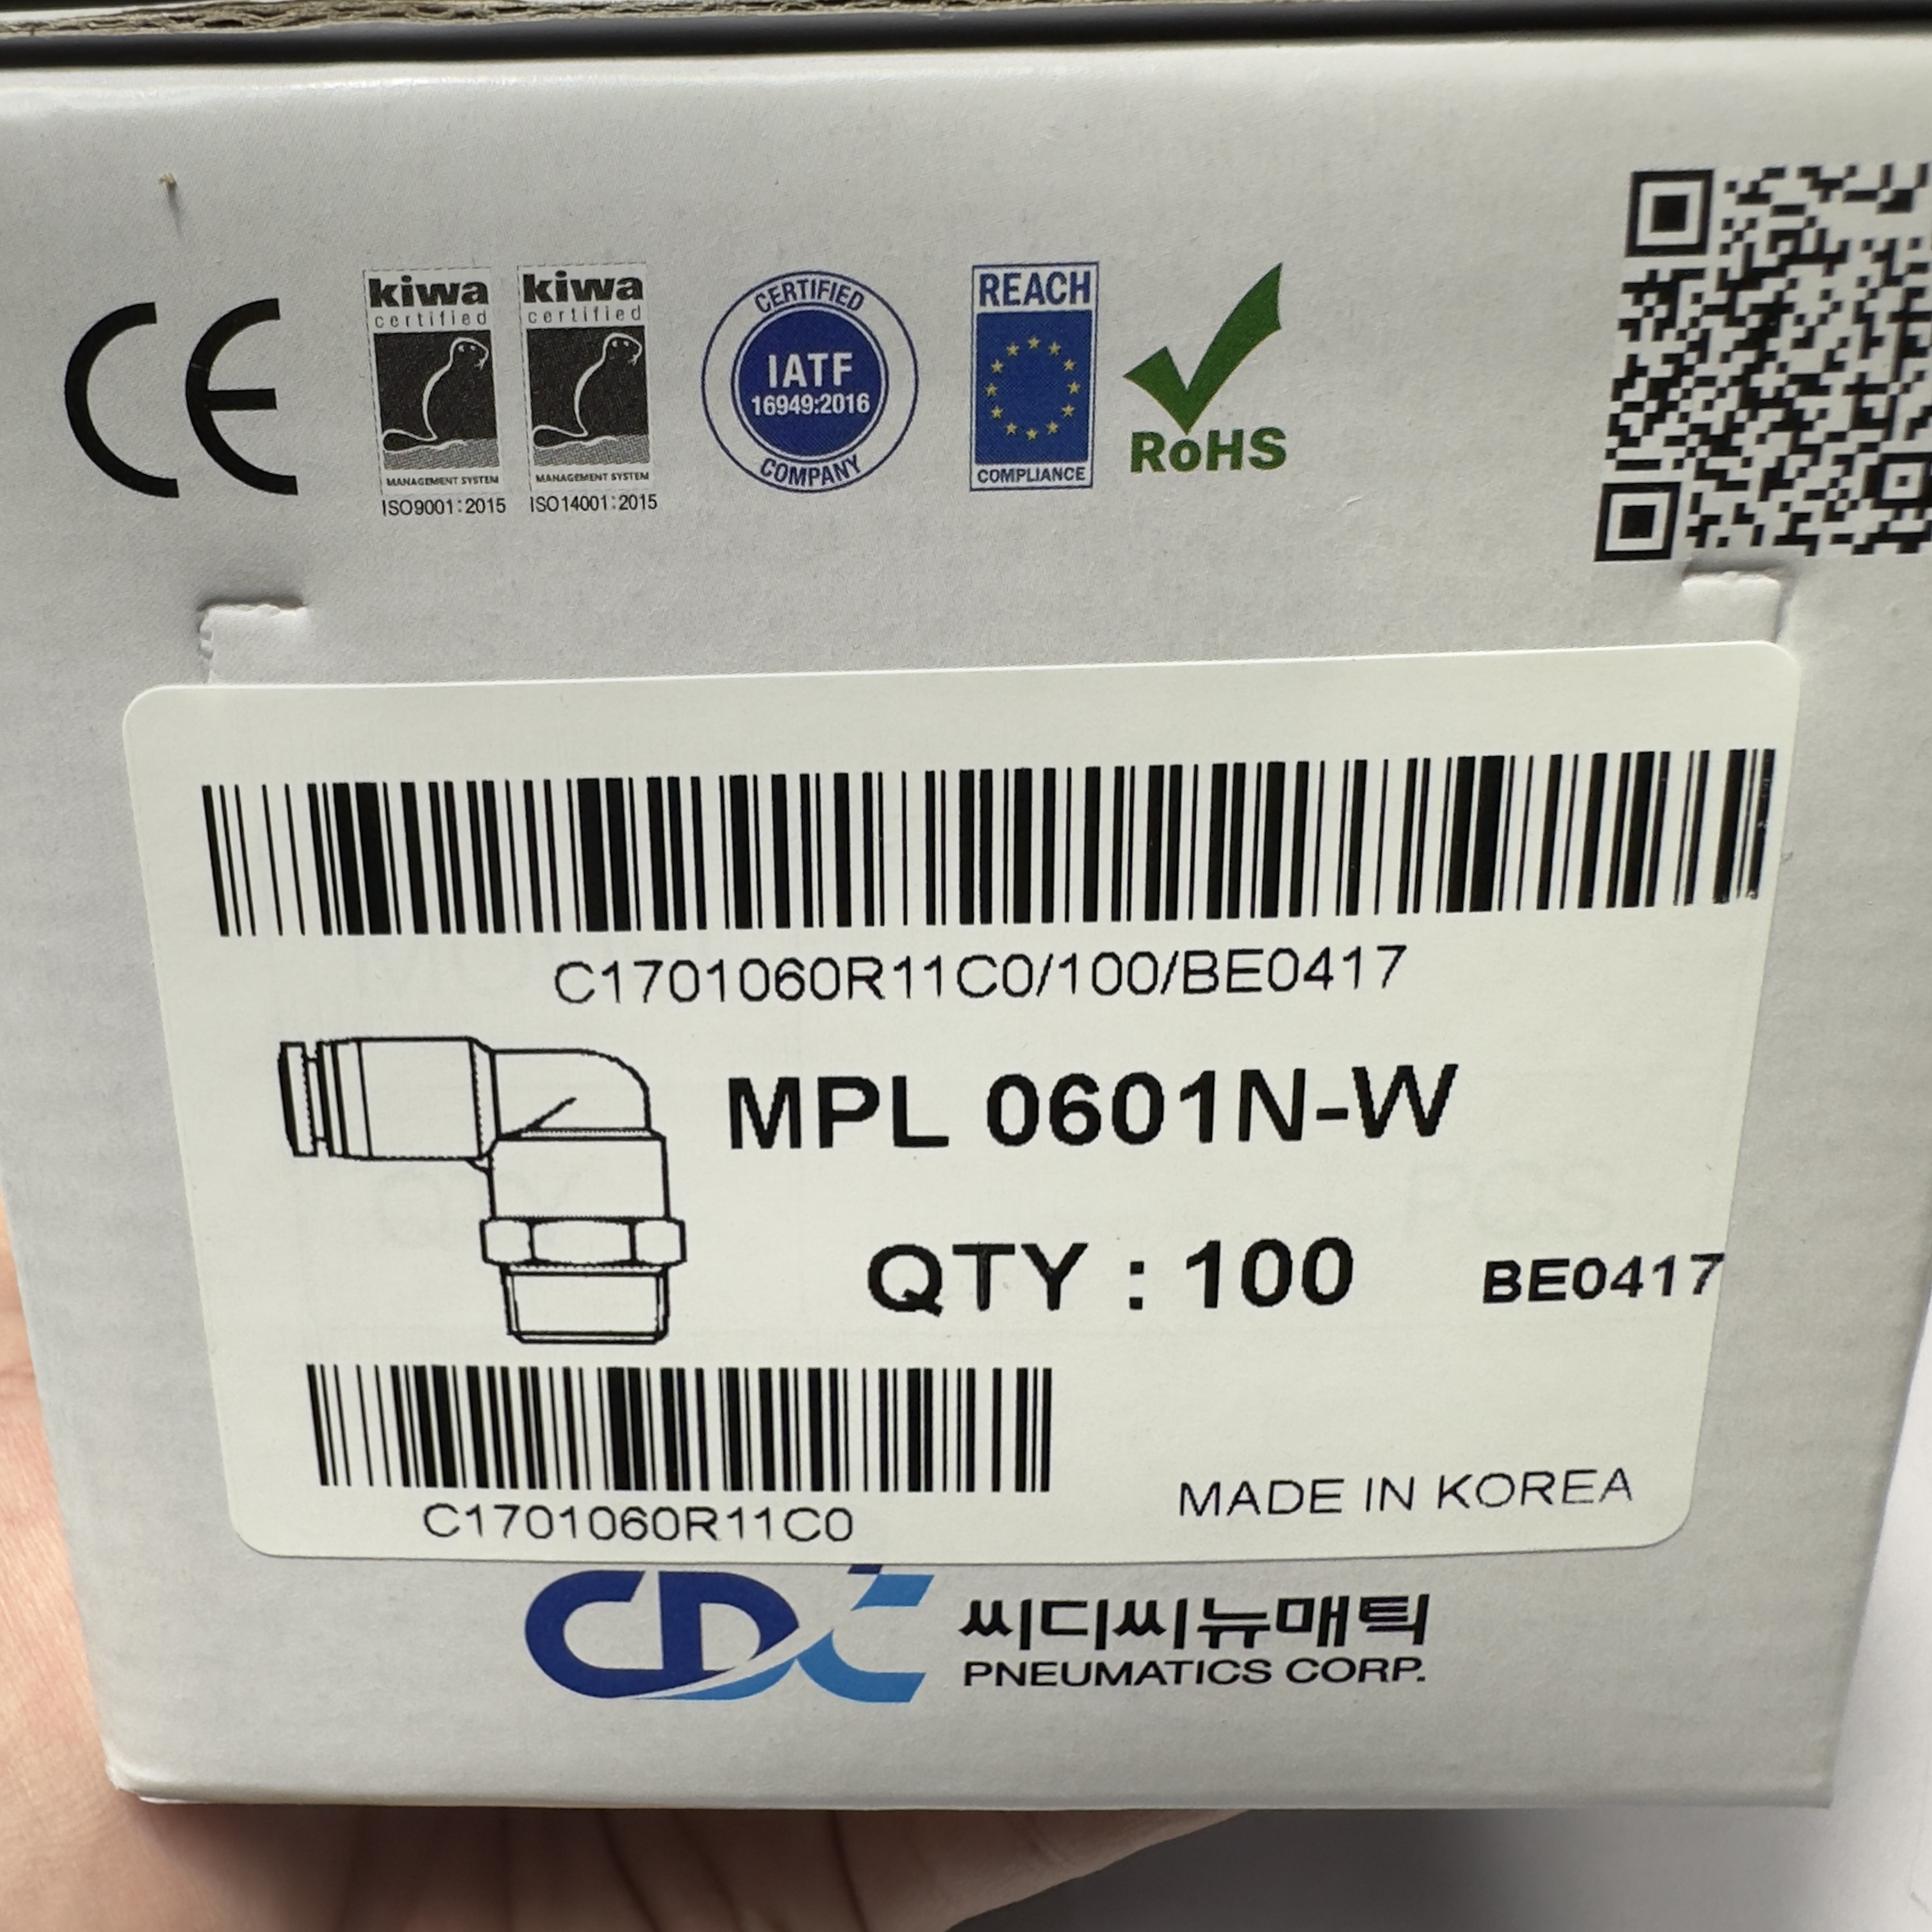 CE
kiwa
certified
MANAGEMENT SYSTEM
ISO9001:2015
kiwa
certified
MANAGEMENT SYSTEM
ISO14001:2015
CERTIFIED
IATF
16949:2016
COMPANY
REACH
COMPLIANCE
RoHS
C1701060R11C0/100/BE0417
MPL 0601N-W
QTY : 100
BE0417
C1701060R11C0
MADE IN KOREA
CDC
씨디씨뉴매틱
PNEUMATICS CORP.